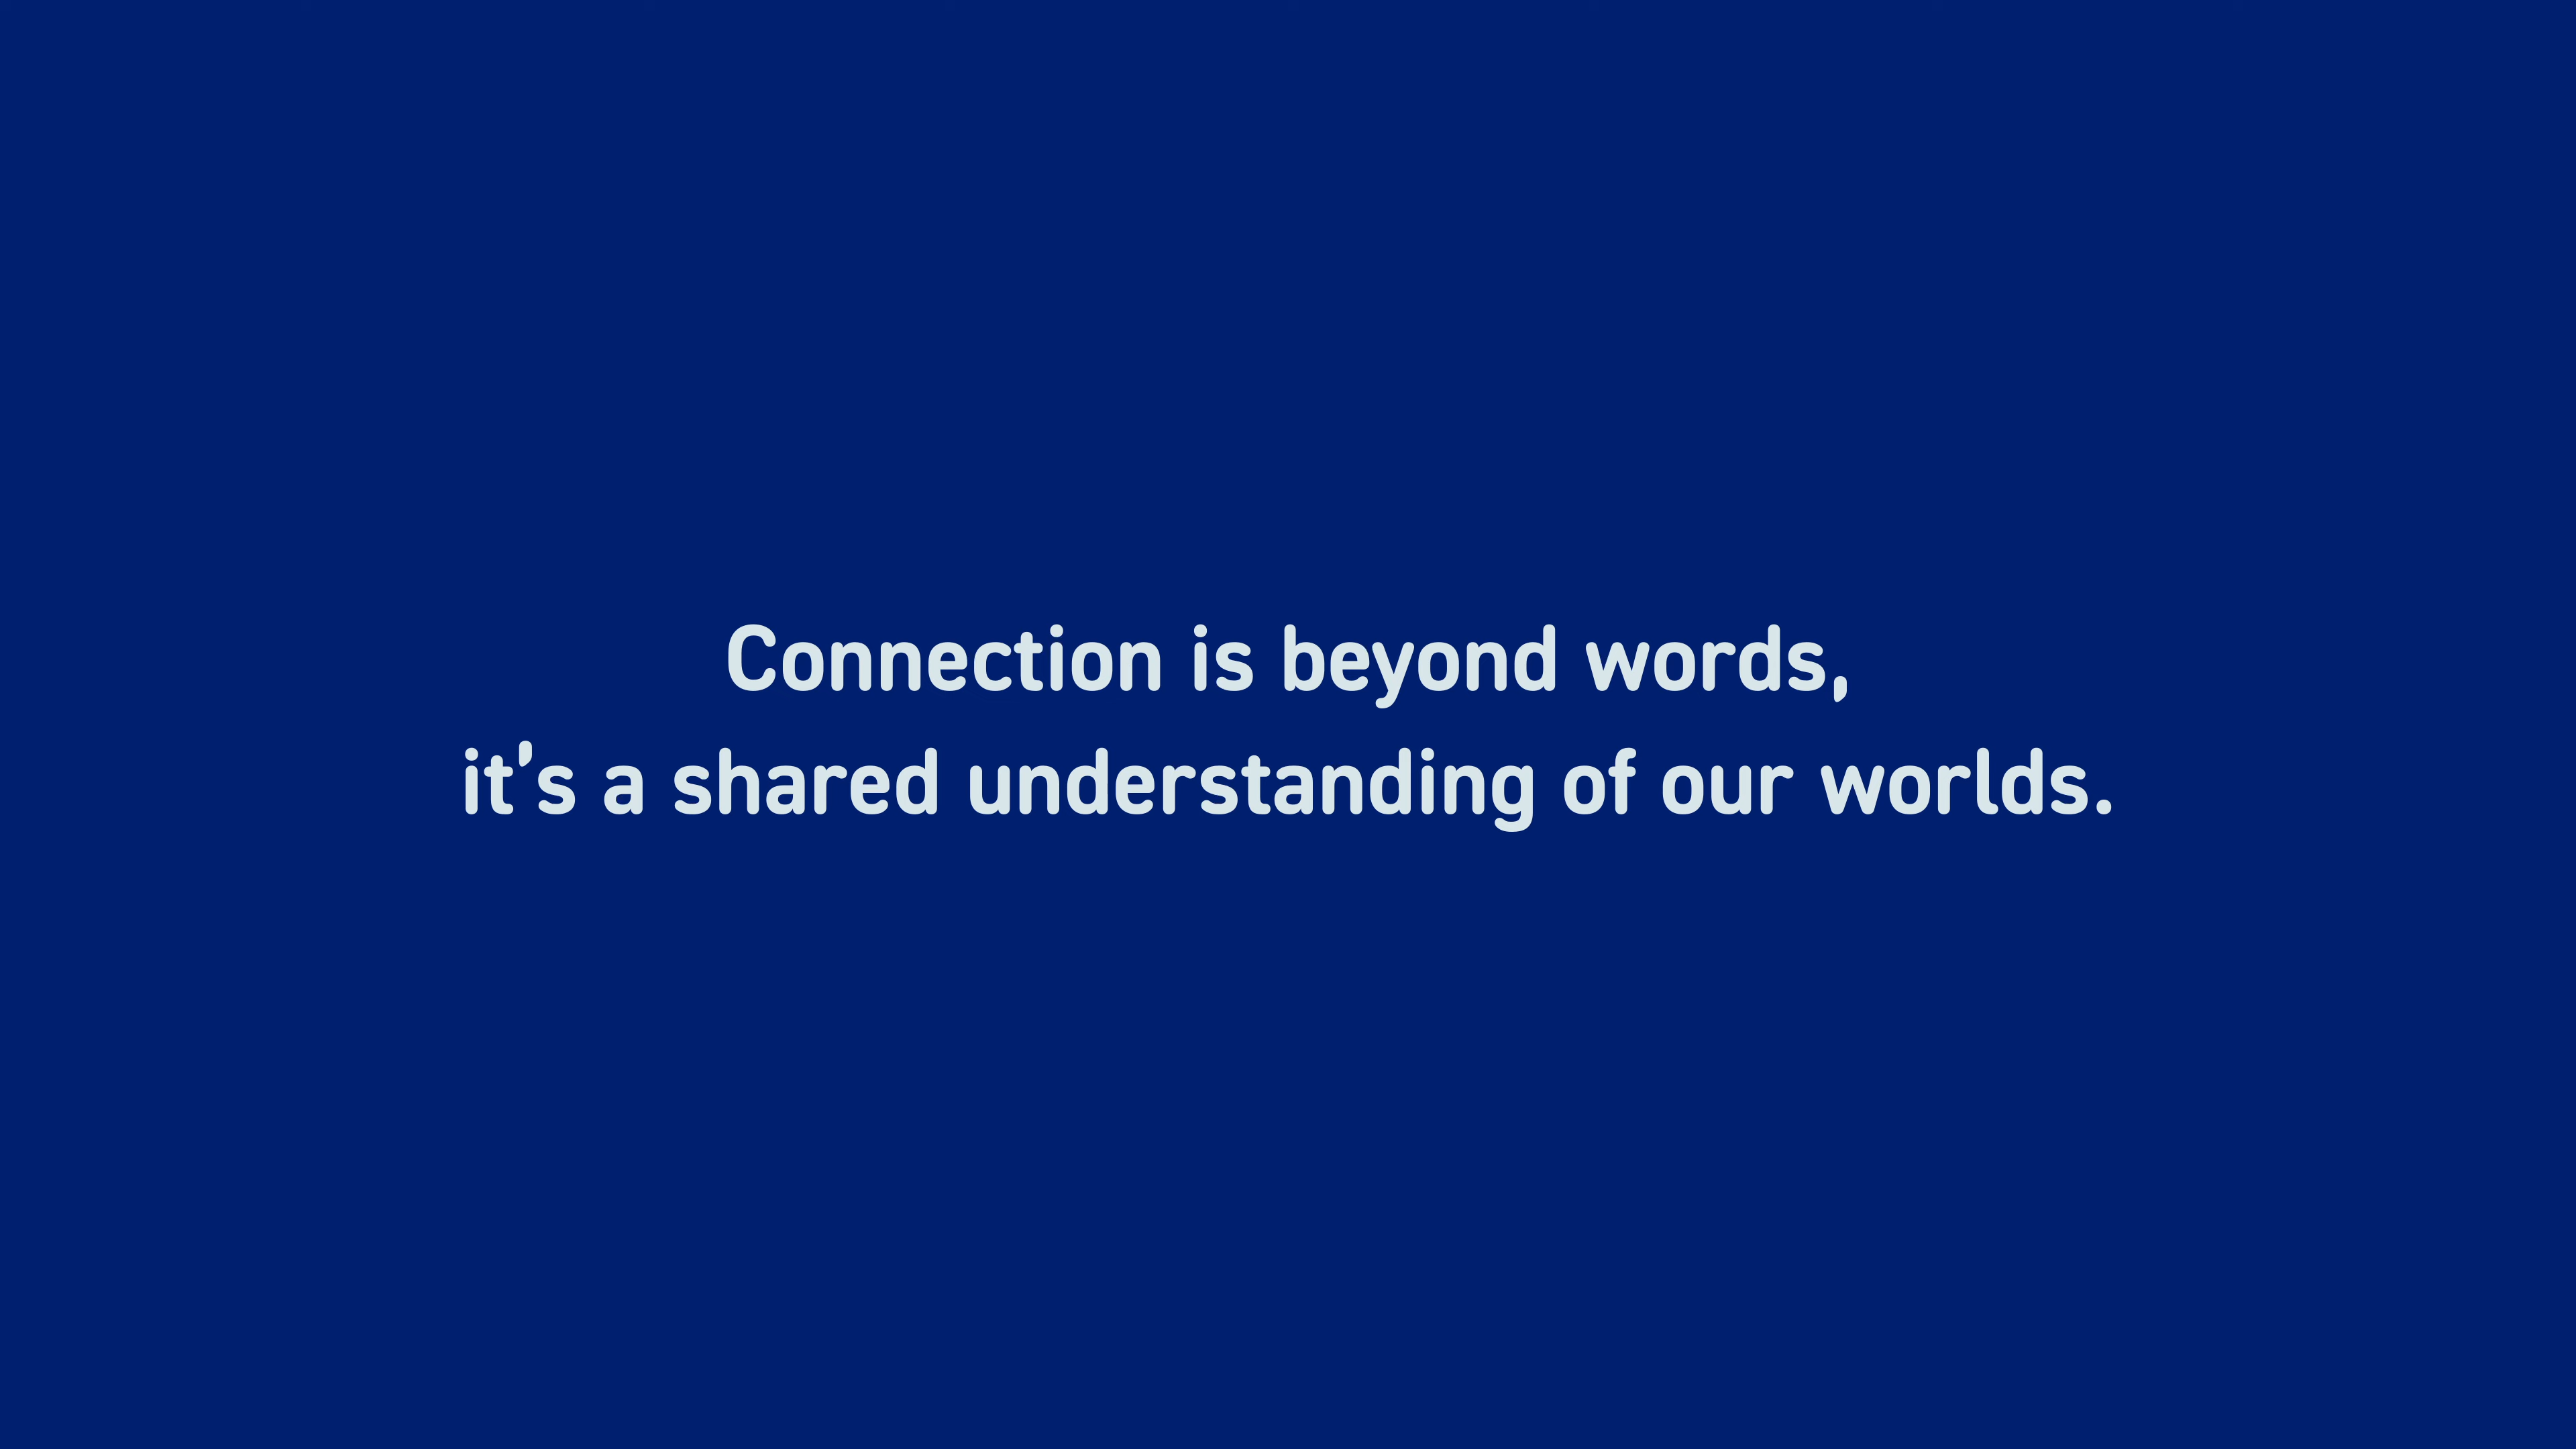 Connection is beyond words,
it's a shared understanding of our worlds.